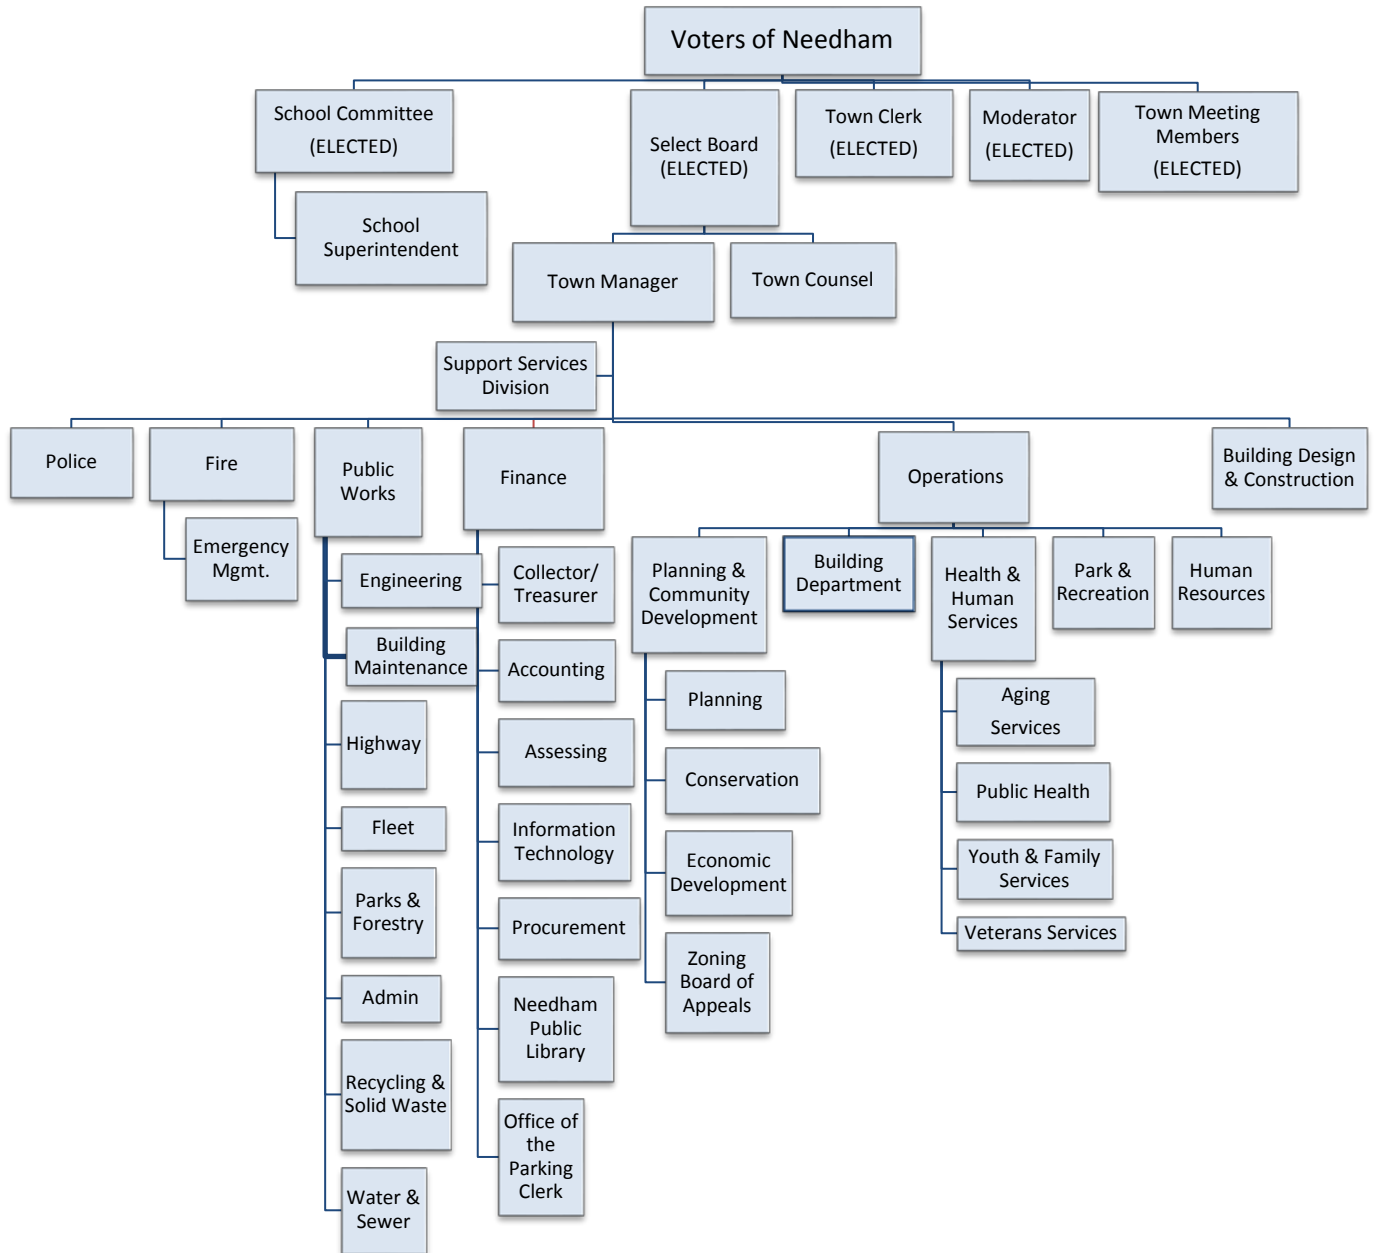 Voters of Needham
School Committee
(ELECTED)
Select Board
(ELECTED)
Town Clerk
(ELECTED)
Moderator
(ELECTED)
Town Meeting
Members
(ELECTED)
School
Superintendent
Town Manager
Town Counsel
Support Services
Division
Police
Fire
Public
Works
Finance
Operations
Building Design
& Construction
Emergency
Mgmt.
Engineering
Building
Maintenance
Highway
Fleet
Parks &
Forestry
Admin
Recycling &
Solid Waste
Water &
Sewer
Collector/
Treasurer
Accounting
Assessing
Information
Technology
Procurement
Needham
Public
Library
Office of
the
Parking
Clerk
Planning &
Community
Development
Building
Department
Health &
Human
Services
Park &
Recreation
Human
Resources
Planning
Conservation
Economic
Development
Zoning
Board of
Appeals
Aging
Services
Public Health
Youth & Family
Services
Veterans Services